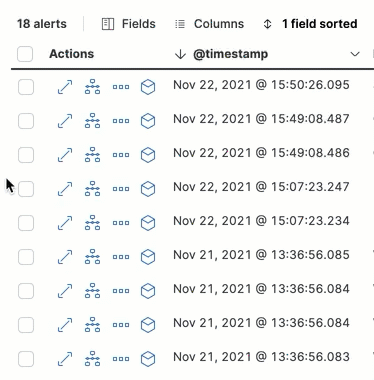 18 alerts Fields Columns 1 field sorted
Actions @timestamp
Nov 22, 2021 @ 15:50:26.095
Nov 22, 2021 @ 15:49:08.487
Nov 22, 2021 @ 15:49:08.486
Nov 22, 2021 @ 15:07:23.247
Nov 22, 2021 @ 15:07:23.234
Nov 21, 2021 @ 13:36:56.085
Nov 21, 2021 @ 13:36:56.084
Nov 21, 2021 @ 13:36:56.084
Nov 21, 2021 @ 13:36:56.083